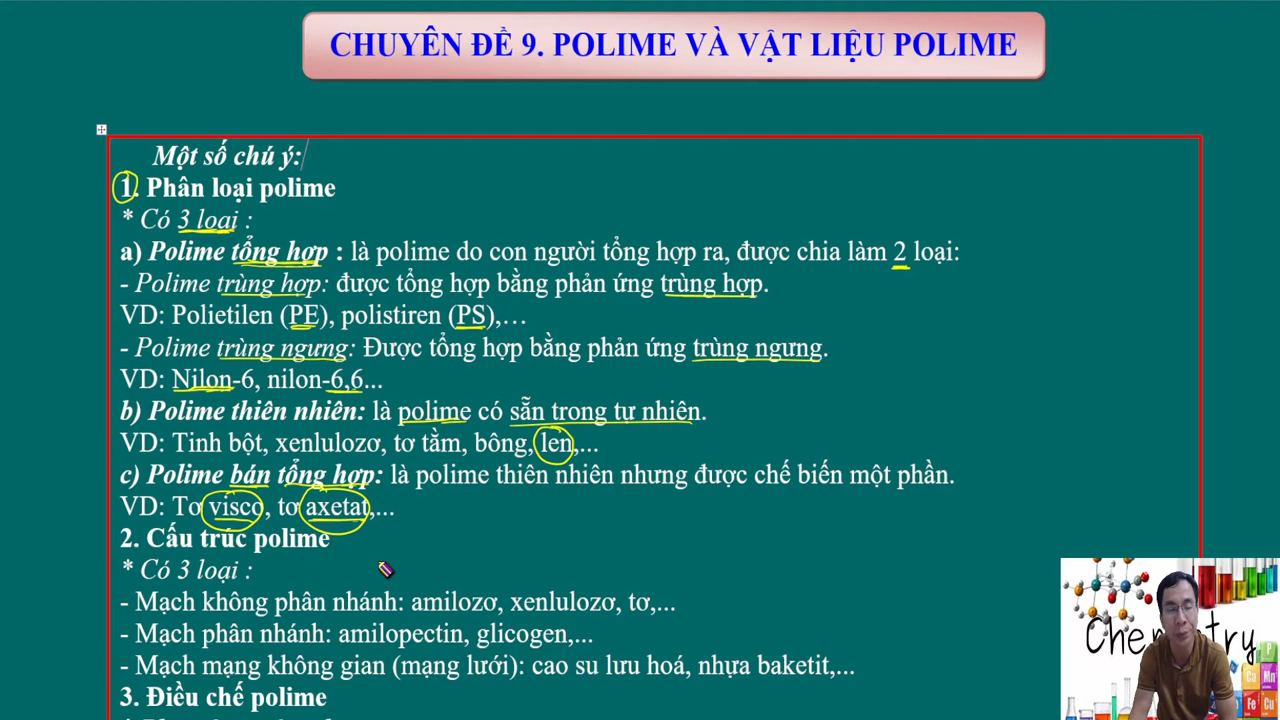 CHUYÊN ĐỀ 9. POLIME VÀ VẬT LIỆU POLIME
Một số chú ý:
1. Phân loại polime
* Có 3 loại :
a) Polime tổng hợp : là polime do con người tổng hợp ra, được chia làm 2 loại:
- Polime trùng hợp: được tổng hợp bằng phản ứng trùng hợp.
VD: Polietilen (PE), polistiren (PS),…
- Polime trùng ngưng: Được tổng hợp bằng phản ứng trùng ngưng.
VD: Nilon-6, nilon-6,6...
b) Polime thiên nhiên: là polime có sẵn trong tự nhiên.
VD: Tinh bột, xenlulozơ, tơ tằm, bông, len,...
c) Polime bán tổng hợp: là polime thiên nhiên nhưng được chế biến một phần.
VD: Tơ visco, tơ axetat,...
2. Cấu trúc polime
* Có 3 loại :
- Mạch không phân nhánh: amilozơ, xenlulozơ, tơ,...
- Mạch phân nhánh: amilopectin, glicogen,...
- Mạch mạng không gian (mạng lưới): cao su lưu hoá, nhựa baketit,...
3. Điều chế polime
P
Ca
Mn
Fe
Cu